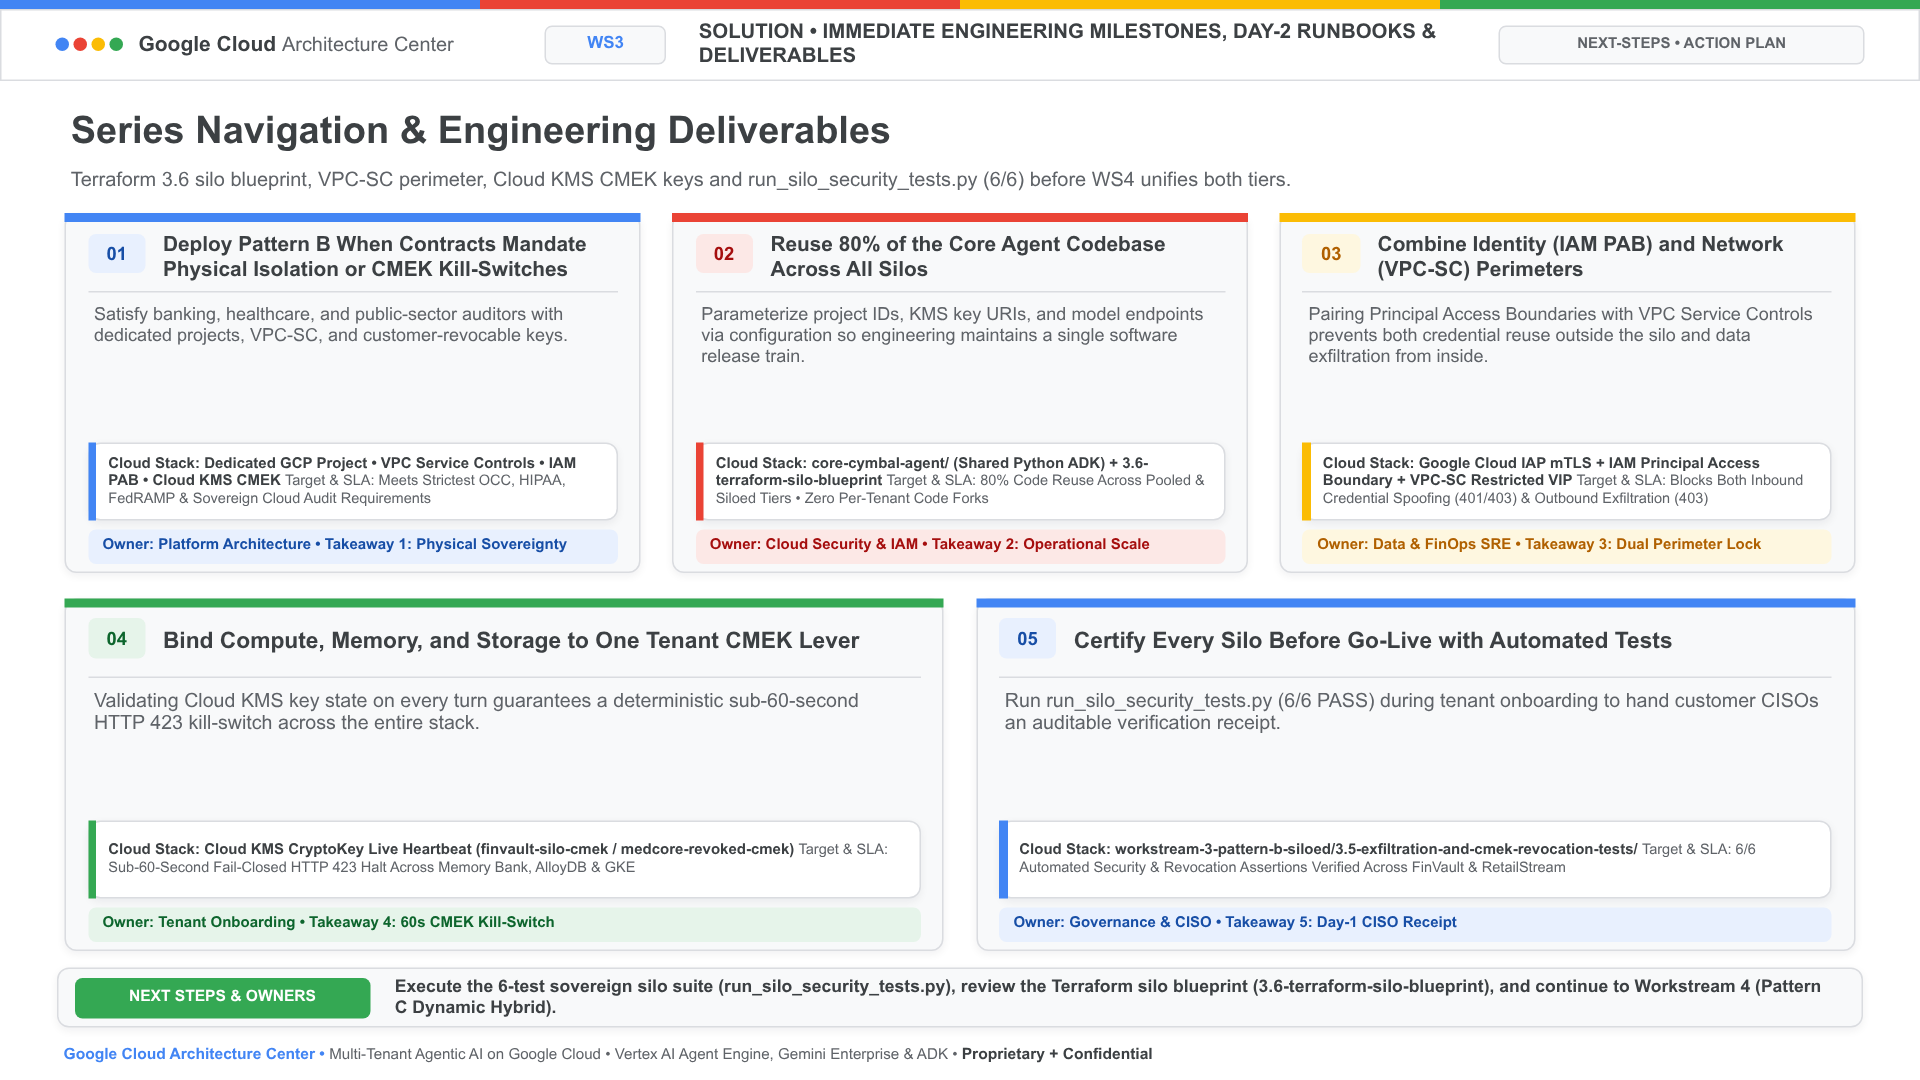 Google Cloud Architecture Center
WS3
SOLUTION • IMMEDIATE ENGINEERING MILESTONES, DAY-2 RUNBOOKS &
DELIVERABLES
NEXT-STEPS • ACTION PLAN
Series Navigation & Engineering Deliverables
Terraform 3.6 silo blueprint, VPC-SC perimeter, Cloud KMS CMEK keys and run_silo_security_tests.py (6/6) before WS4 unifies both tiers.
01
Deploy Pattern B When Contracts Mandate
Physical Isolation or CMEK Kill-Switches
Satisfy banking, healthcare, and public-sector auditors with
dedicated projects, VPC-SC, and customer-revocable keys.
Cloud Stack: Dedicated GCP Project • VPC Service Controls • IAM
PAB • Cloud KMS CMEK Target & SLA: Meets Strictest OCC, HIPAA,
FedRAMP & Sovereign Cloud Audit Requirements
Owner: Platform Architecture • Takeaway 1: Physical Sovereignty
02
Reuse 80% of the Core Agent Codebase
Across All Silos
Parameterize project IDs, KMS key URIs, and model endpoints
via configuration so engineering maintains a single software
release train.
Cloud Stack: core-cymbal-agent/ (Shared Python ADK) + 3.6-
terraform-silo-blueprint Target & SLA: 80% Code Reuse Across Pooled &
Siloed Tiers • Zero Per-Tenant Code Forks
Owner: Cloud Security & IAM • Takeaway 2: Operational Scale
03
Combine Identity (IAM PAB) and Network
(VPC-SC) Perimeters
Pairing Principal Access Boundaries with VPC Service Controls
prevents both credential reuse outside the silo and data
exfiltration from inside.
Cloud Stack: Google Cloud IAP mTLS + IAM Principal Access
Boundary + VPC-SC Restricted VIP Target & SLA: Blocks Both Inbound
Credential Spoofing (401/403) & Outbound Exfiltration (403)
Owner: Data & FinOps SRE • Takeaway 3: Dual Perimeter Lock
04
Bind Compute, Memory, and Storage to One Tenant CMEK Lever
Validating Cloud KMS key state on every turn guarantees a deterministic sub-60-second
HTTP 423 kill-switch across the entire stack.
Cloud Stack: Cloud KMS CryptoKey Live Heartbeat (finvault-silo-cmek / medcore-revoked-cmek) Target & SLA:
Sub-60-Second Fail-Closed HTTP 423 Halt Across Memory Bank, AlloyDB & GKE
Owner: Tenant Onboarding • Takeaway 4: 60s CMEK Kill-Switch
05
Certify Every Silo Before Go-Live with Automated Tests
Run run_silo_security_tests.py (6/6 PASS) during tenant onboarding to hand customer CISOs
an auditable verification receipt.
Cloud Stack: workstream-3-pattern-b-siloed/3.5-exfiltration-and-cmek-revocation-tests/ Target & SLA: 6/6
Automated Security & Revocation Assertions Verified Across FinVault & RetailStream
Owner: Governance & CISO • Takeaway 5: Day-1 CISO Receipt
NEXT STEPS & OWNERS
Execute the 6-test sovereign silo suite (run_silo_security_tests.py), review the Terraform silo blueprint (3.6-terraform-silo-blueprint), and continue to Workstream 4 (Pattern
C Dynamic Hybrid).
Google Cloud Architecture Center • Multi-Tenant Agentic AI on Google Cloud • Vertex AI Agent Engine, Gemini Enterprise & ADK • Proprietary + Confidential